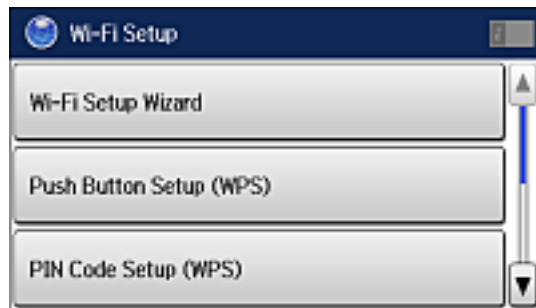 Wi-Fi Setup
Wi-Fi Setup Wizard
Push Button Setup (WPS)
PIN Code Setup (WPS)